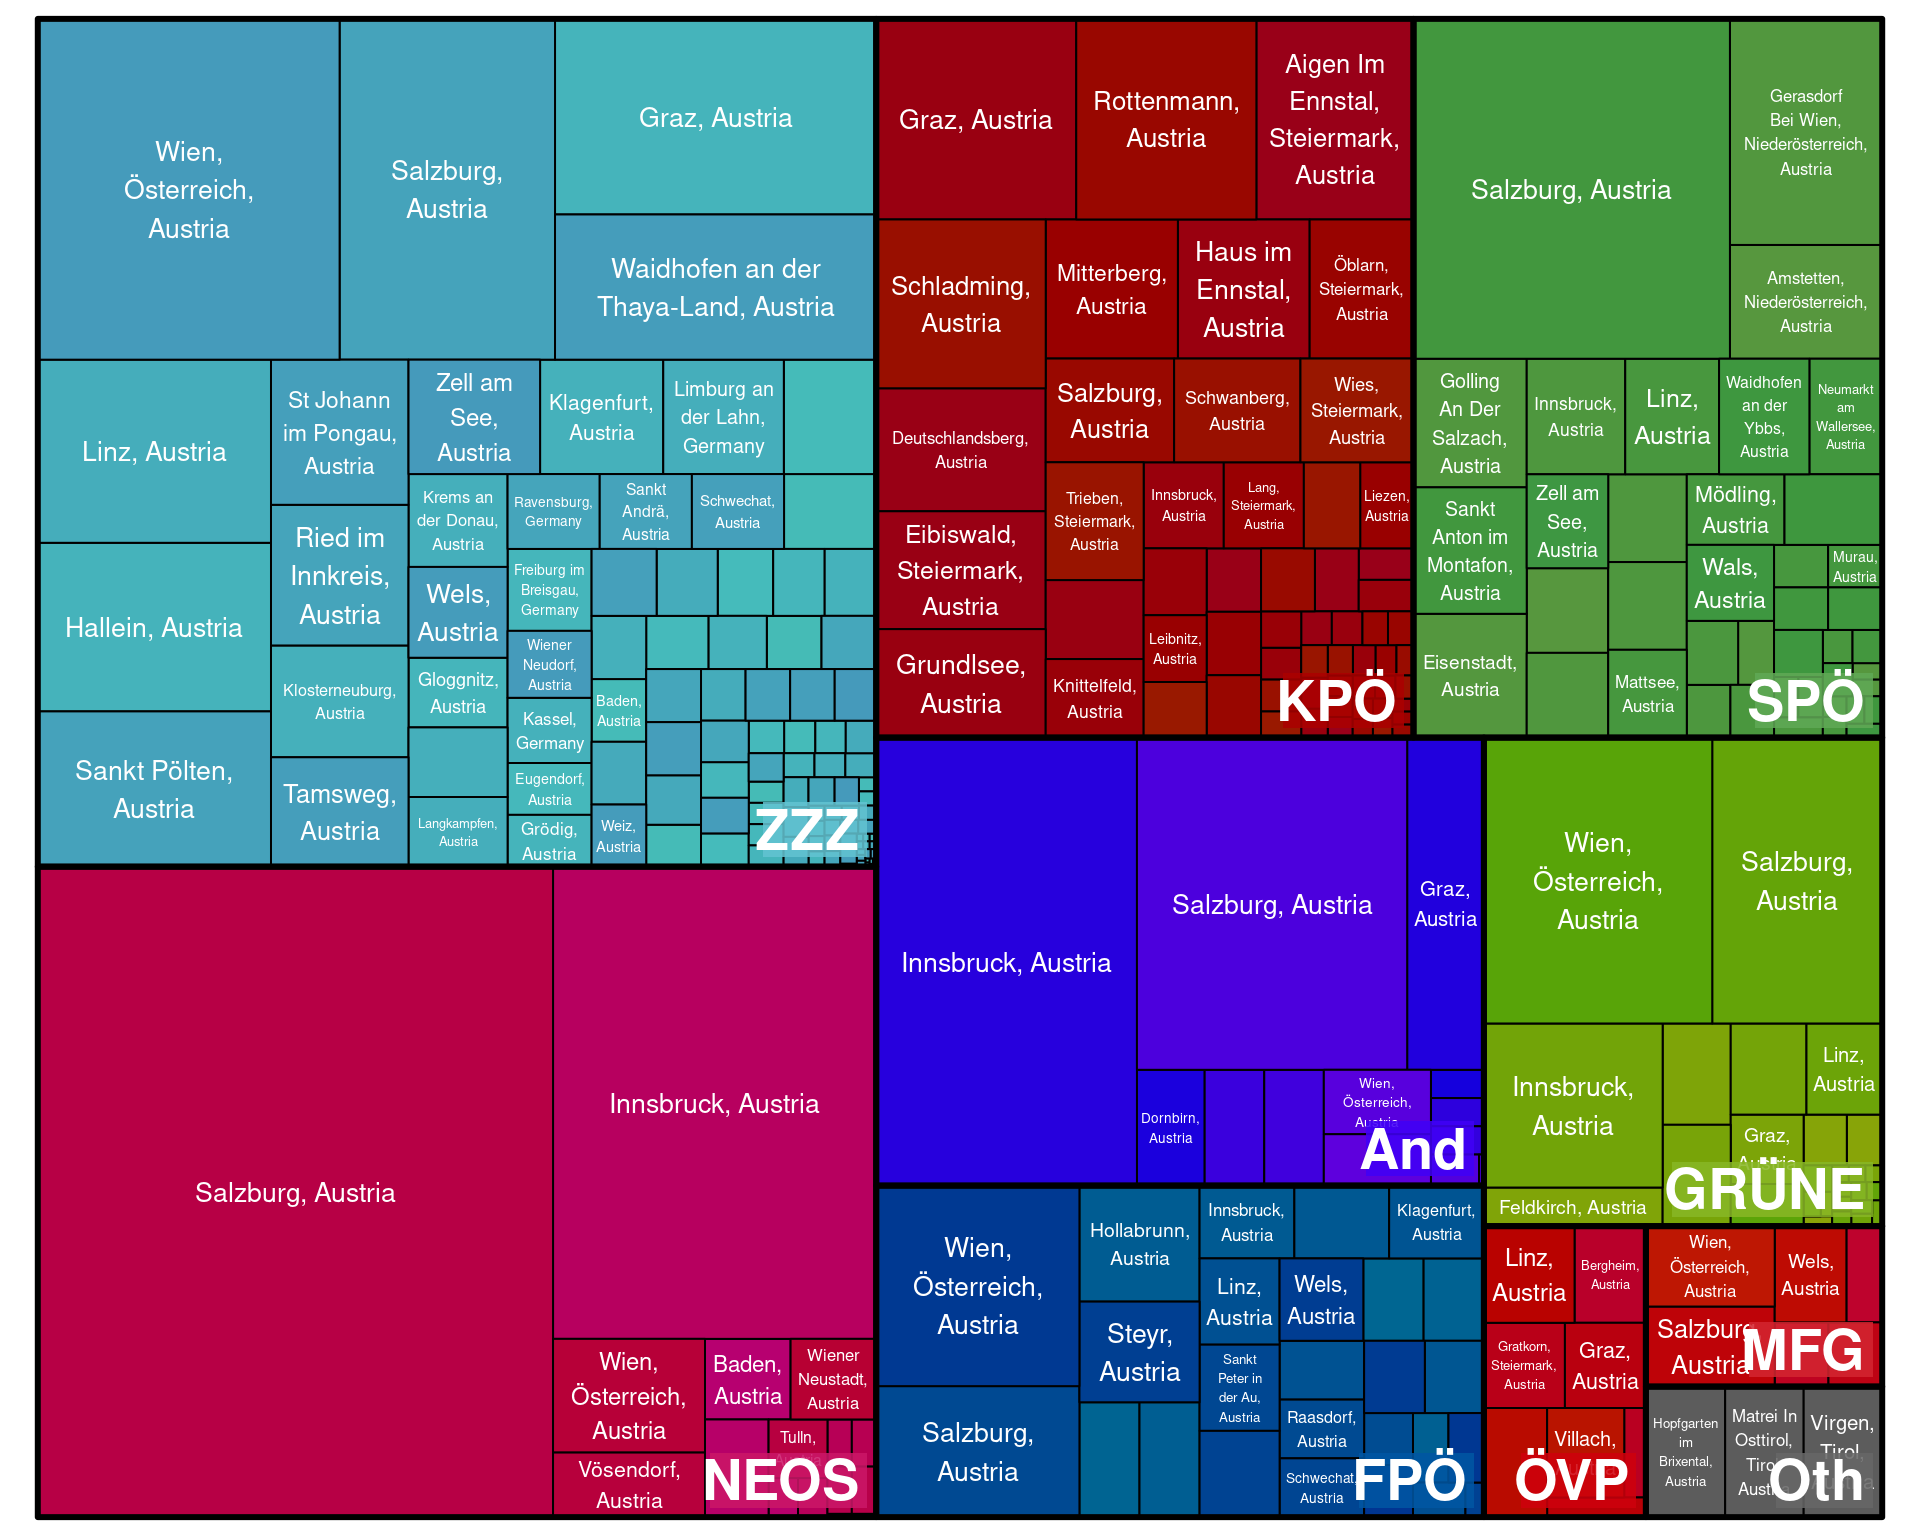 Wien,
Österreich,
Austria
Salzburg,
Austria
Graz, Austria
Waidhofen an der
Thaya-Land, Austria
Linz, Austria
Hallein, Austria
Sankt Pölten,
Austria
St Johann
im Pongau,
Austria
Ried im
Innkreis,
Austria
Klosterneuburg,
Austria
Tamsweg,
Austria
Zell am
See,
Austria
Klagenfurt,
Austria
Limburg an
der Lahn,
Germany
Krems an
der Donau,
Austria
Ravensburg,
Germany
Sankt
Andrä,
Austria
Schwechat,
Austria
Wels,
Austria
Freiburg im
Breisgau,
Germany
Wiener
Neudorf,
Austria
Gloggnitz,
Austria
Baden,
Austria
Kassel,
Germany
Eugendorf,
Austria
Langkampfen,
Austria
Grödig,
Austria
Weiz,
Austria
ZZZ
Graz, Austria
Rottenmann,
Austria
Aigen Im
Ennstal,
Steiermark,
Austria
Schladming,
Austria
Mitterberg,
Austria
Haus im
Ennstal,
Austria
Öblarn,
Steiermark,
Austria
Deutschlandsberg,
Austria
Salzburg,
Austria
Schwanberg,
Austria
Wies,
Steiermark,
Austria
Eibiswald,
Steiermark,
Austria
Trieben,
Steiermark,
Austria
Innsbruck,
Austria
Lang,
Steiermark,
Austria
Liezen,
Austria
Grundlsee,
Austria
Knittelfeld,
Austria
Leibnitz,
Austria
KPÖ
Salzburg, Austria
Gerasdorf
Bei Wien,
Niederösterreich,
Austria
Amstetten,
Niederösterreich,
Austria
Golling
An Der
Salzach,
Austria
Innsbruck,
Austria
Linz,
Austria
Waidhofen
an der
Ybbs,
Austria
Neumarkt
am
Wallersee,
Austria
Sankt
Anton im
Montafon,
Austria
Zell am
See,
Austria
Mödling,
Austria
Wals,
Austria
Murau,
Austria
Eisenstadt,
Austria
Mattsee,
Austria
SPÖ
Salzburg, Austria
Innsbruck, Austria
Wien,
Österreich,
Austria
Baden,
Austria
Wiener
Neustadt,
Austria
Vösendorf,
Austria
Tulln,
NEOS
Innsbruck, Austria
Salzburg, Austria
Graz,
Austria
Dornbirn,
Austria
Wien,
Österreich,
Austria
And
Wien,
Österreich,
Austria
Salzburg,
Austria
Innsbruck,
Austria
Linz,
Austria
Graz,
Austria
Feldkirch, Austria
GRÜNE
Wien,
Österreich,
Austria
Salzburg,
Austria
Hollabrunn,
Austria
Steyr,
Austria
Innsbruck,
Austria
Klagenfurt,
Austria
Linz,
Austria
Wels,
Austria
Sankt
Peter in
der Au,
Austria
Raasdorf,
Austria
Schwechat,
Austria
FPÖ
Linz,
Austria
Bergheim,
Austria
Gratkorn,
Steiermark,
Austria
Graz,
Austria
Villach,
ÖVP
Wien,
Österreich,
Austria
Wels,
Austria
Salzburg,
Austria
MFG
Hopfgarten
im
Brixental,
Austria
Matrei In
Osttirol,
Tirol,
Austria
Virgen,
Tirol,
Oth